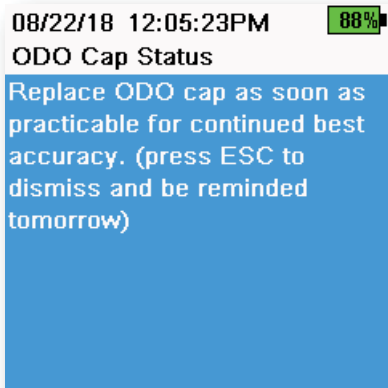 08/22/18 12:05:23PM 88%
ODO Cap Status
Replace ODO cap as soon as
practicable for continued best
accuracy. (press ESC to
dismiss and be reminded
tomorrow)